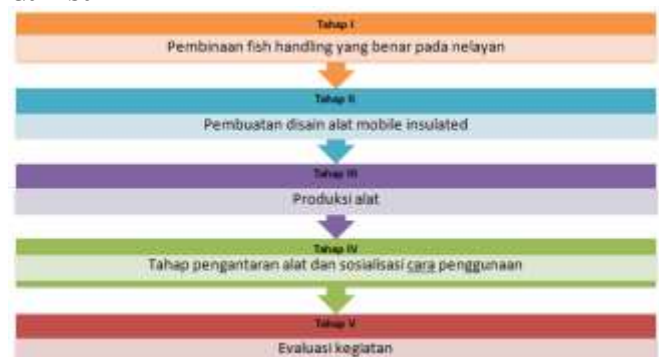 Tahap I
Pembinaan fish handling yang benar pada nelayan
Tahap II
Pembuatan disain alat mobile insulated
Tahap III
Produksi alat
Tahap IV
Tahap pengantaran alat dan sosialisasi cara penggunaan
Tahap V
Evaluasi kegiatan